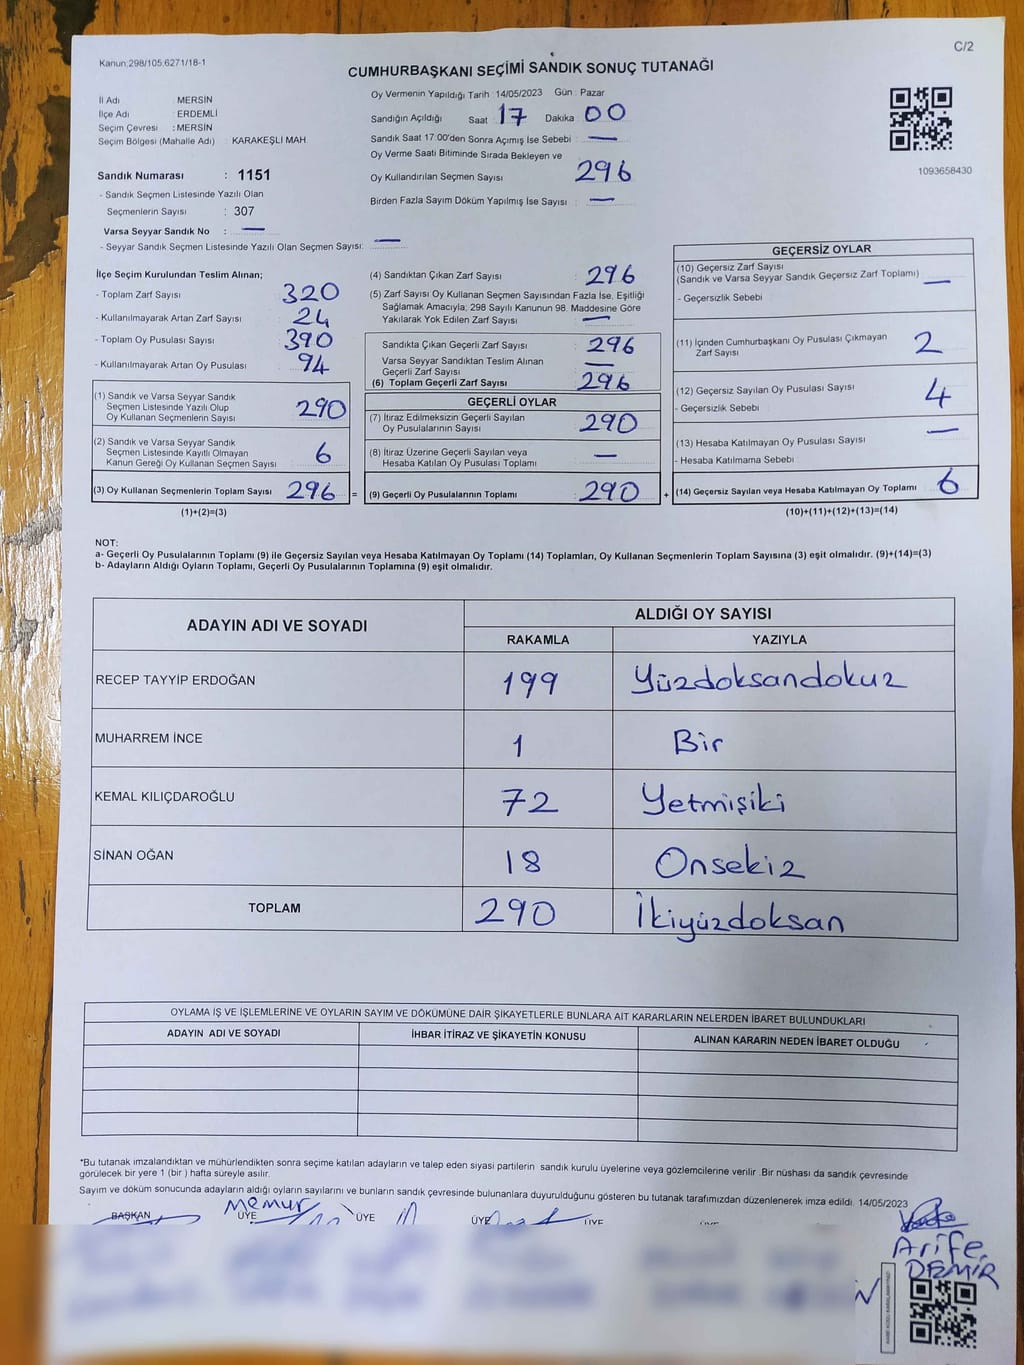 C/2
Kanun:298/105,6271/18-1
CUMHURBAŞKANI SEÇİMİ SANDIK SONUÇ TUTANAĞI
İl Adı : MERSİN
İlçe Adı : ERDEMLİ
Seçim Çevresi : MERSİN
Seçim Bölgesi (Mahalle Adı) : KARAKEŞLİ MAH
Sandık Numarası : 1151
- Sandık Seçmen Listesinde Yazılı Olan
Seçmenlerin Sayısı : 307
Varsa Seyyar Sandık No : —
- Seyyar Sandık Seçmen Listesinde Yazılı Olan Seçmen Sayısı: —
Oy Vermenin Yapıldığı Tarih : 14/05/2023 Gün : Pazar
Sandığın Açıldığı Saat : 17 Dakika : 00
Sandık Saat 17:00'den Sonra Açımış İse Sebebi : —
Oy Verme Saati Bitiminde Sırada Bekleyen ve
Oy Kullandırılan Seçmen Sayısı : 296
Birden Fazla Sayım Döküm Yapılmış İse Sayısı : —
1093658430
İlçe Seçim Kurulundan Teslim Alınan;
- Toplam Zarf Sayısı : 320
- Kullanılmayarak Artan Zarf Sayısı : 24
- Toplam Oy Pusulası Sayısı : 390
- Kullanılmayarak Artan Oy Pusulası : 94
(1) Sandık ve Varsa Seyyar Sandık
Seçmen Listesinde Yazılı Olup
Oy Kullanan Seçmenlerin Sayısı : 290
(2) Sandık ve Varsa Seyyar Sandık
Seçmen Listesinde Kayıtlı Olmayan
Kanun Gereği Oy Kullanan Seçmen Sayısı : 6
(3) Oy Kullanan Seçmenlerin Toplam Sayısı : 296 =
(1)+(2)=(3)
(4) Sandıktan Çıkan Zarf Sayısı : 296
(5) Zarf Sayısı Oy Kullanan Seçmen Sayısından Fazla İse, Eşitliği
Sağlamak Amacıyla; 298 Sayılı Kanunun 98. Maddesine Göre
Yakılarak Yok Edilen Zarf Sayısı : —
Sandıkta Çıkan Geçerli Zarf Sayısı : 296
Varsa Seyyar Sandıktan Teslim Alınan
Geçerli Zarf Sayısı : —
(6) Toplam Geçerli Zarf Sayısı : 296
GEÇERLİ OYLAR
(7) İtiraz Edilmeksizin Geçerli Sayılan
Oy Pusulalarının Sayısı : 290
(8) İtiraz Üzerine Geçerli Sayılan veya
Hesaba Katılan Oy Pusulası Toplamı : —
(9) Geçerli Oy Pusulalarının Toplamı : 290 +
GEÇERSİZ OYLAR
(10) Geçersiz Zarf Sayısı
(Sandık ve Varsa Seyyar Sandık Geçersiz Zarf Toplamı) : —
- Geçersizlik Sebebi
(11) İçinden Cumhurbaşkanı Oy Pusulası Çıkmayan
Zarf Sayısı : 2
(12) Geçersiz Sayılan Oy Pusulası Sayısı : 4
- Geçersizlik Sebebi
(13) Hesaba Katılmayan Oy Pusulası Sayısı : —
- Hesaba Katılmama Sebebi
(14) Geçersiz Sayılan veya Hesaba Katılmayan Oy Toplamı : 6
(10)+(11)+(12)+(13)=(14)
NOT:
a- Geçerli Oy Pusulalarının Toplamı (9) ile Geçersiz Sayılan veya Hesaba Katılmayan Oy Toplamı (14) Toplamları, Oy Kullanan Seçmenlerin Toplam Sayısına (3) eşit olmalıdır. (9)+(14)=(3)
b- Adayların Aldığı Oyların Toplamı, Geçerli Oy Pusulalarının Toplamına (9) eşit olmalıdır.
ADAYIN ADI VE SOYADI ALDIĞI OY SAYISI
RAKAMLA YAZIYLA
RECEP TAYYİP ERDOĞAN 199 Yüzdoksandokuz
MUHARREM İNCE 1 Bir
KEMAL KILIÇDAROĞLU 72 Yetmişiki
SİNAN OĞAN 18 Onsekiz
TOPLAM 290 İkiyüzdoksan
OYLAMA İŞ VE İŞLEMLERİNE VE OYLARIN SAYIM VE DÖKÜMÜNE DAİR ŞİKAYETLERLE BUNLARA AİT KARARLARIN NELERDEN İBARET BULUNDUKLARI
ADAYIN ADI VE SOYADI İHBAR İTİRAZ VE ŞİKAYETİN KONUSU ALINAN KARARIN NEDEN İBARET OLDUĞU
*Bu tutanak imzalandıktan ve mühürlendikten sonra seçime katılan adayların ve talep eden siyasi partilerin sandık kurulu üyelerine veya gözlemcilerine verilir Bir nüshası da sandık çevresinde
görülecek bir yere 1 (bir ) hafta süreyle asılır.
Sayım ve döküm sonucunda adayların aldığı oyların sayılarını ve bunların sandık çevresinde bulunanlara duyurulduğunu gösteren bu tutanak tarafımızdan düzenlenerek imza edildi. 14/05/2023
Memur
BAŞKAN ÜYE ÜYE ÜYE ÜYE
Arife
DEMİR